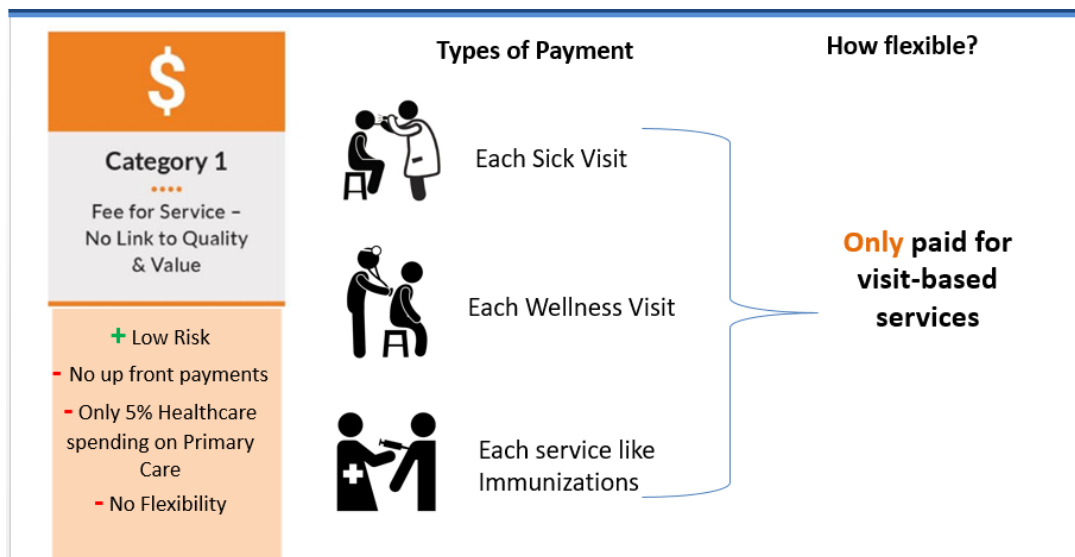 $
Category 1
Fee for Service –
No Link to Quality
& Value
+ Low Risk
- No up front payments
- Only 5% Healthcare
spending on Primary
Care
- No Flexibility
Types of Payment
Each Sick Visit
Each Wellness Visit
Each service like
Immunizations
How flexible?
Only paid for
visit-based
services